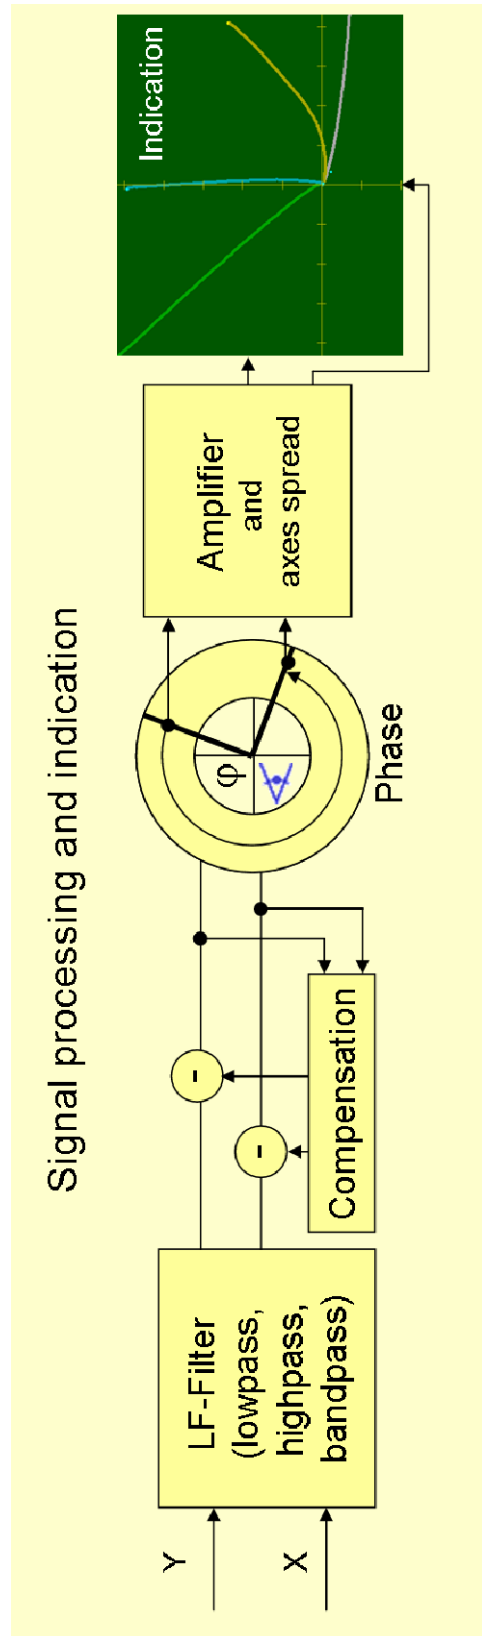 Signal processing and indication
Y
X
LF-Filter
(lowpass,
highpass,
bandpass)
-
-
Compensation
φ
Phase
Amplifier
and
axes spread
Indication